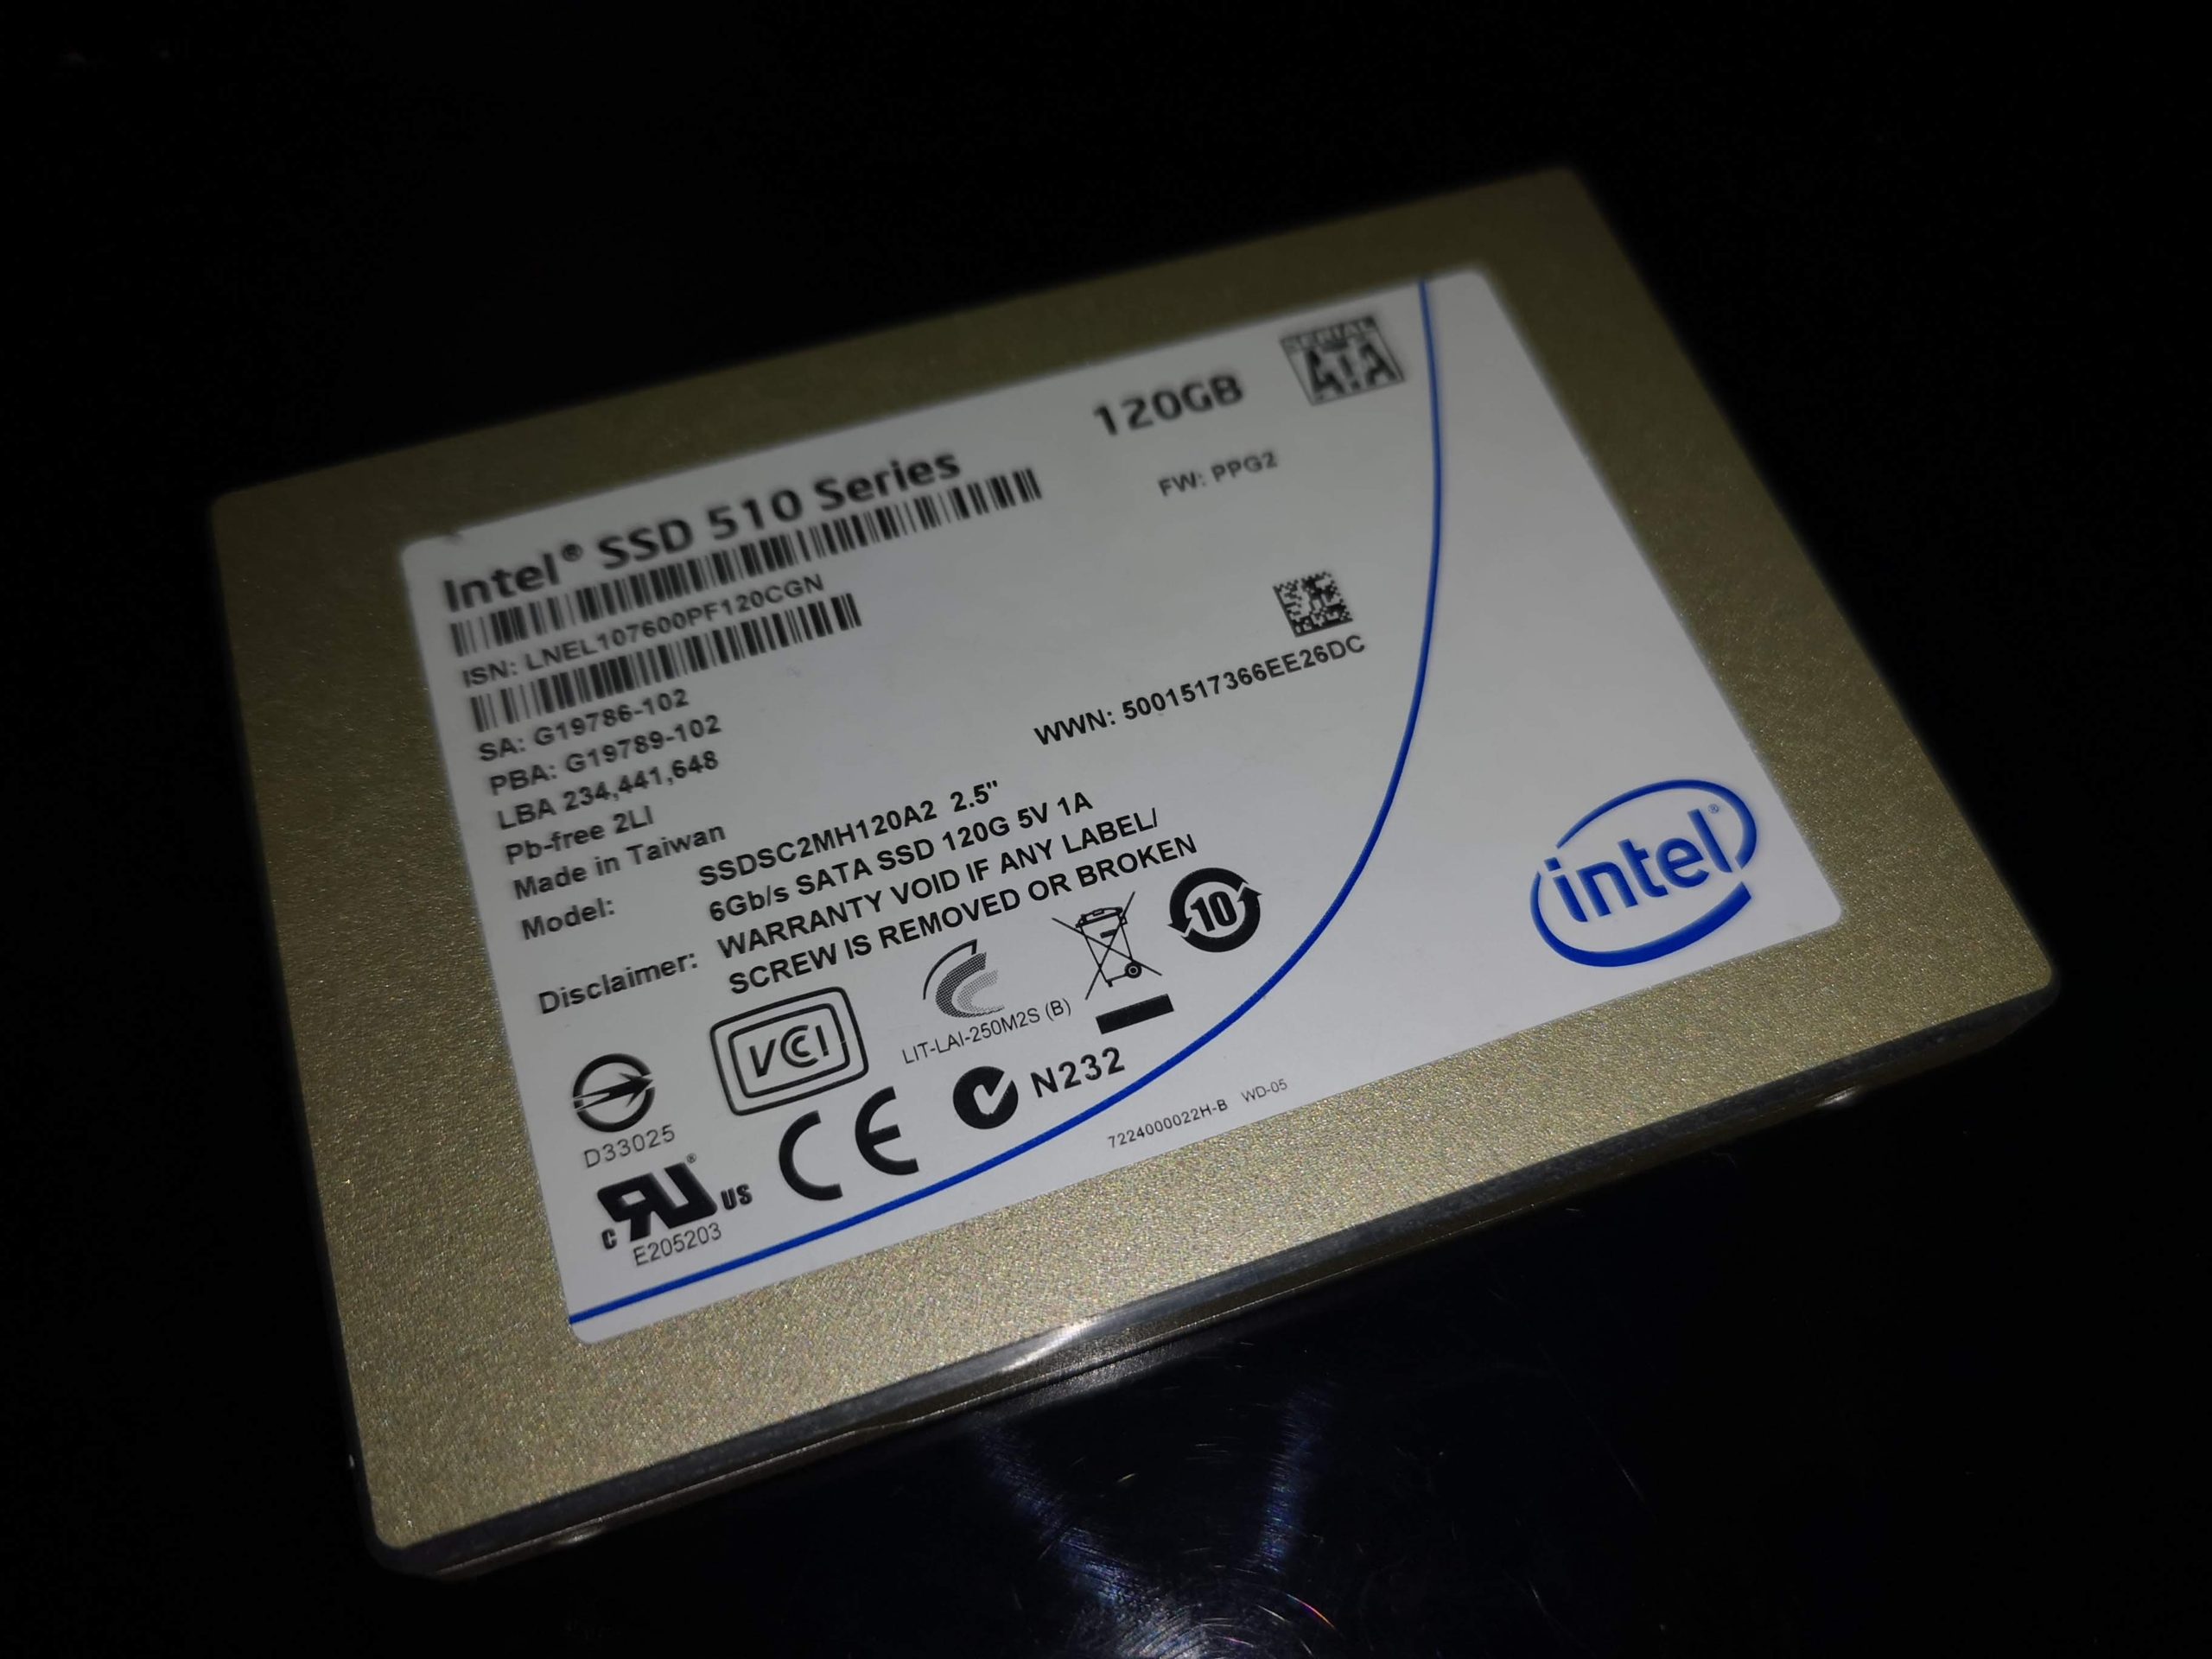 Intel® SSD 510 Series
120GB
SERIAL
ATA
FW: PPG2
ISN: LNEL107600PF120CGN
SA: G19786-102
PBA: G19789-102
WWN: 5001517366EE26DC
LBA 234,441,648
Pb-free 2LI
Made in Taiwan
Model: SSDSC2MH120A2 2.5"
6Gb/s SATA SSD 120G 5V 1A
Disclaimer: WARRANTY VOID IF ANY LABEL/
SCREW IS REMOVED OR BROKEN
intel®
10
VCCI
LIT-LAI-250M2S (B)
D33025
CE
N232
7224000022H-B WD-05
c RU® US
E205203